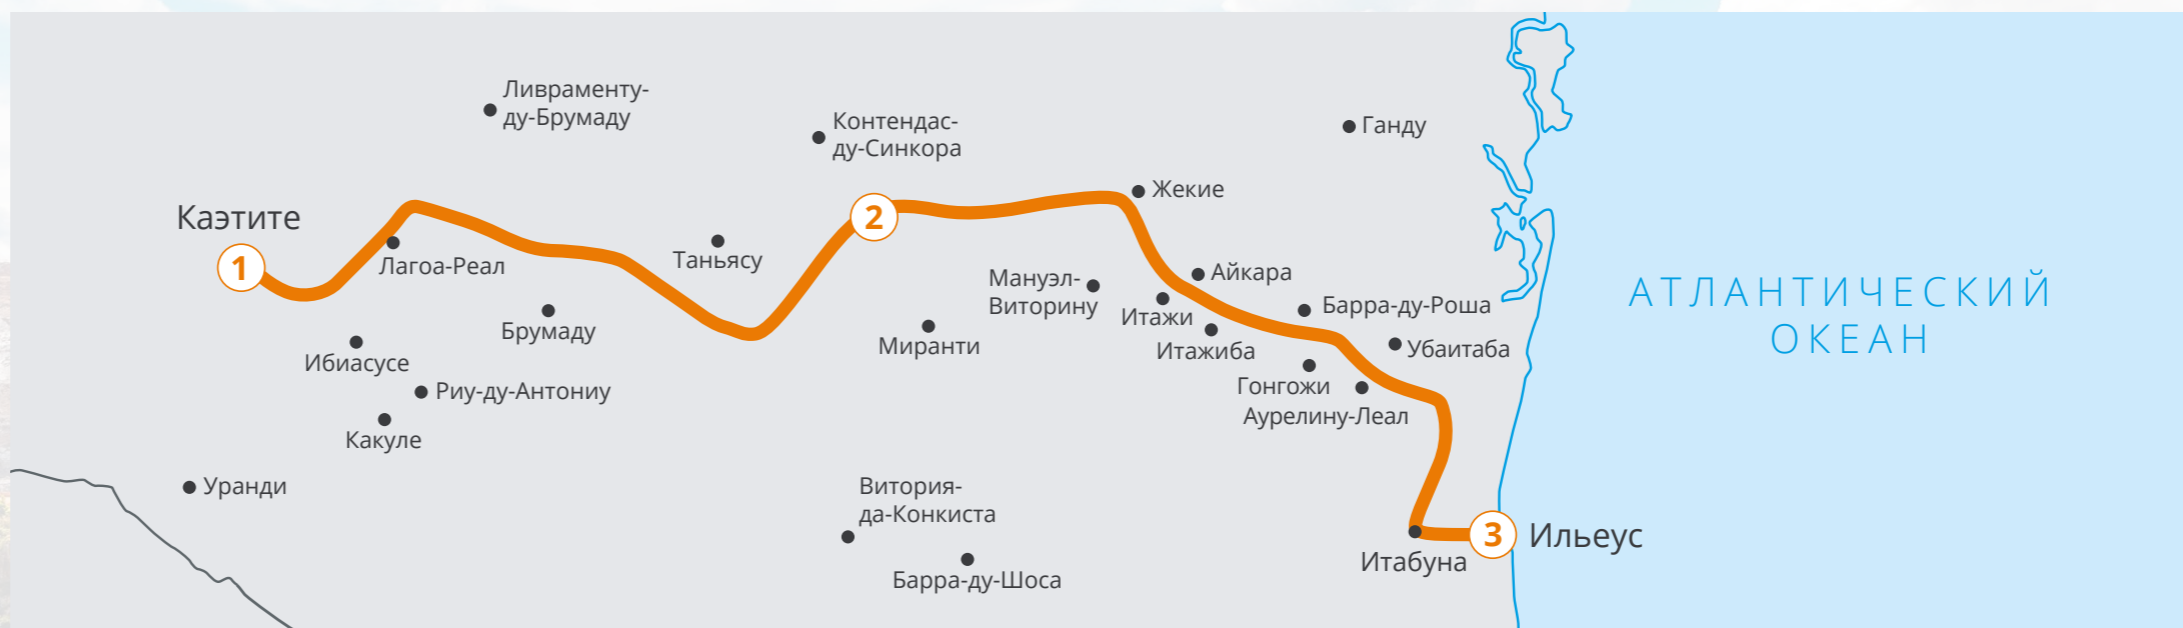 Ливраменту-
ду-Брумаду
Контендас-
ду-Синкора
Ганду
Жекие
Каэтите
1
2
Лагоа-Реал
Таньясу
Мануэл-
Виторину
Айкара
Итажи
Барра-ду-Роша
АТЛАНТИЧЕСКИЙ
ОКЕАН
Брумаду
Ибиасусе
Миранти
Итажиба
Убаитаба
Гонгожи
Риу-ду-Антониу
Аурелину-Леал
Какуле
Уранди
Витория-
да-Конкиста
Барра-ду-Шоса
Итабуна
3
Ильеус